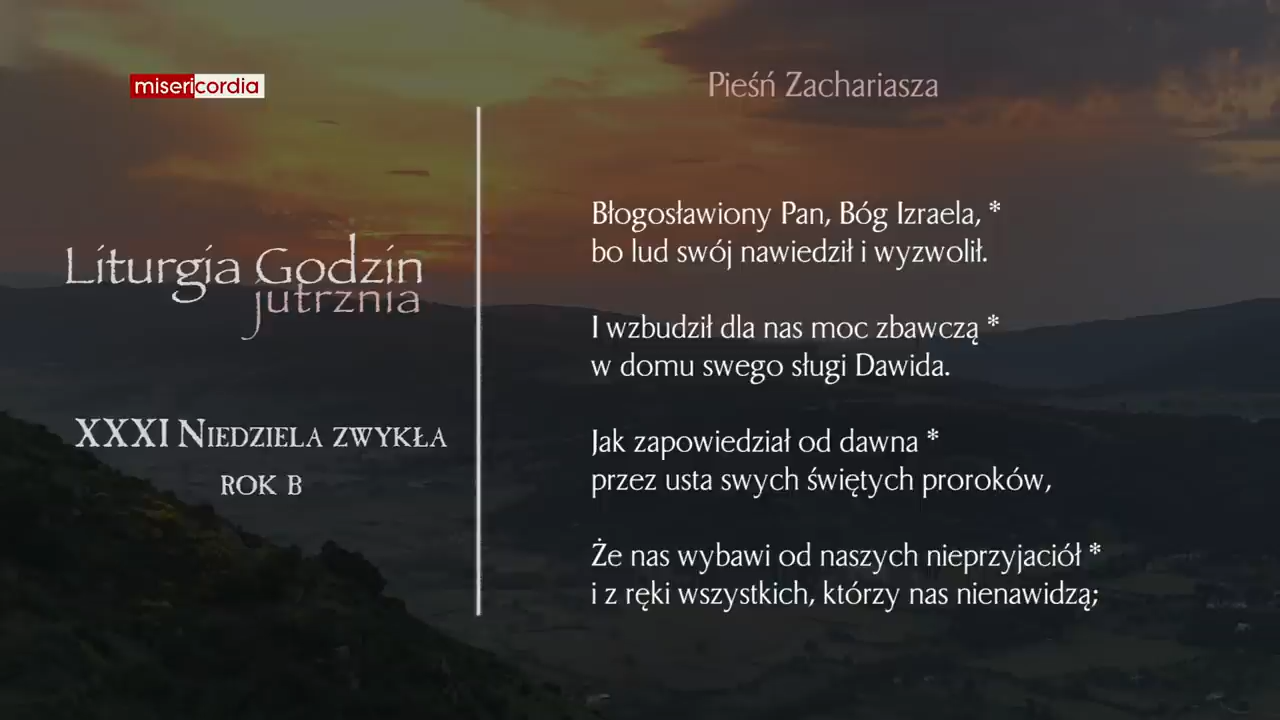 misericordia
Liturgia Godzin
jutrznia
XXXI Niedziela zwykła
rok B
Pieśń Zachariasza
Błogosławiony Pan, Bóg Izraela, *
bo lud swój nawiedził i wyzwolił.
I wzbudził dla nas moc zbawczą *
w domu swego sługi Dawida.
Jak zapowiedział od dawna *
przez usta swych świętych proroków,
Że nas wybawi od naszych nieprzyjaciół *
i z ręki wszystkich, którzy nas nienawidzą;